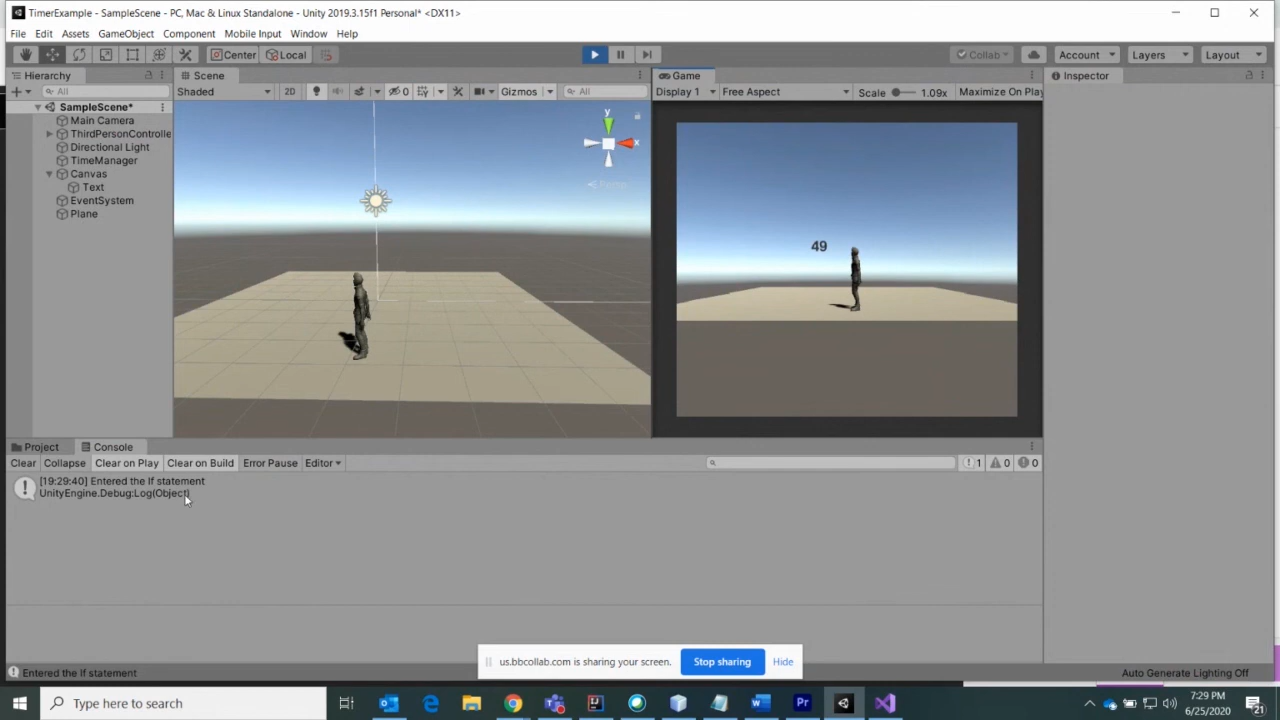 TimerExample - SampleScene - PC, Mac & Linux Standalone - Unity 2019.3.15f1 Personal* <DX11>
File Edit Assets GameObject Component Mobile Input Window Help
Center Local Collab Account Layers Layout
Hierarchy Scene Game Inspector
All Shaded 2D 0 Gizmos All Display 1 Free Aspect Scale 1.09x Maximize On Play
SampleScene*
Main Camera
ThirdPersonControlle
Directional Light
TimeManager
Canvas
Text
EventSystem
Plane
y
x
49
Project Console
Clear Collapse Clear on Play Clear on Build Error Pause Editor 1 0 0
[19:29:40] Entered the If statement
UnityEngine.Debug:Log(Object)
us.bbcollab.com is sharing your screen. Stop sharing Hide
Entered the If statement Auto Generate Lighting Off
Type here to search
7:29 PM
6/25/2020
21